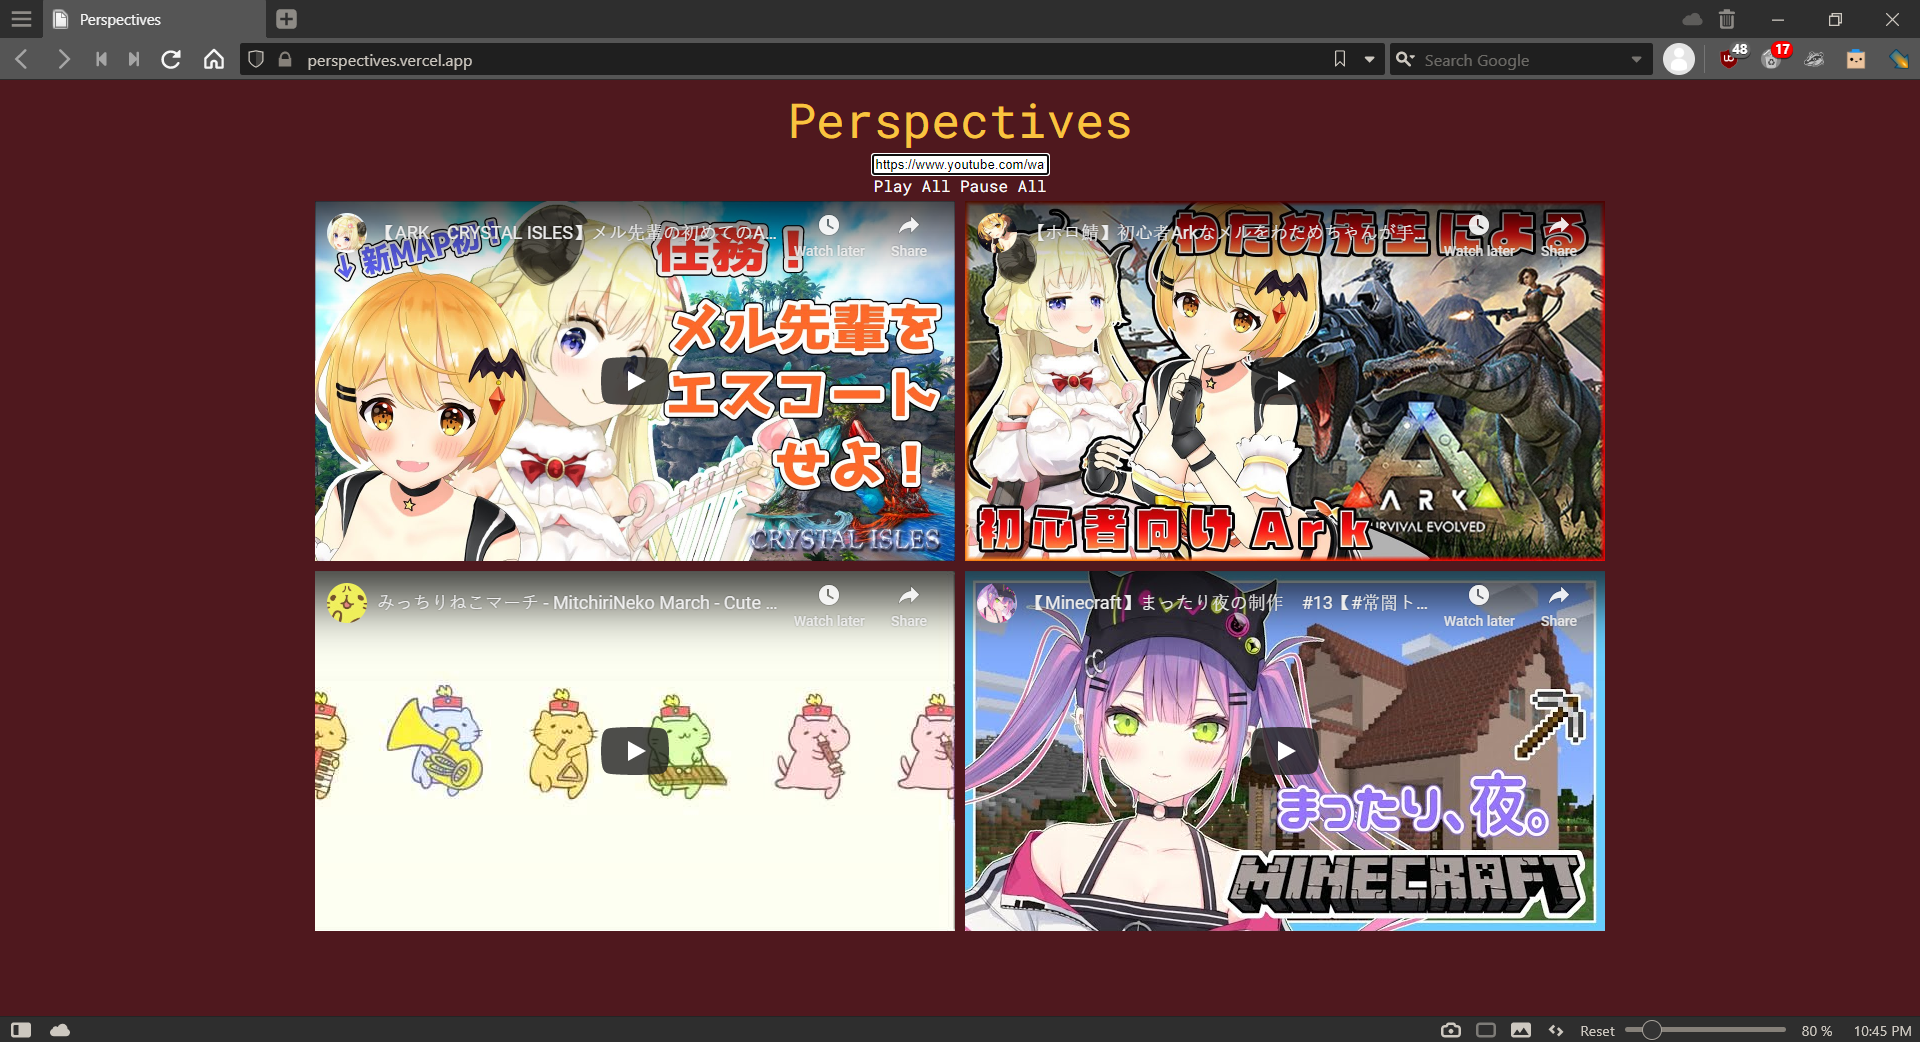 Perspectives
perspectives.vercel.app
Search Google
48
17
Perspectives
https://www.youtube.com/wa
Play All Pause All
【ARK：CRYSTAL ISLES】メル先輩の初めてのA...
Watch later
Share
↓新MAP初！
任務！
メル先輩を
エスコート
せよ！
CRYSTAL ISLES
【ホロ鯖】初心者Arkなメルをわためちゃんが手...
Watch later
Share
わため先生による
初心者向けArk
ARK
SURVIVAL EVOLVED
みっちりねこマーチ - MitchiriNeko March - Cute ...
Watch later
Share
【Minecraft】まったり夜の制作　#13【#常闇ト...
Watch later
Share
まったり、夜。
MINECRAFT
Reset
80 %
10:45 PM